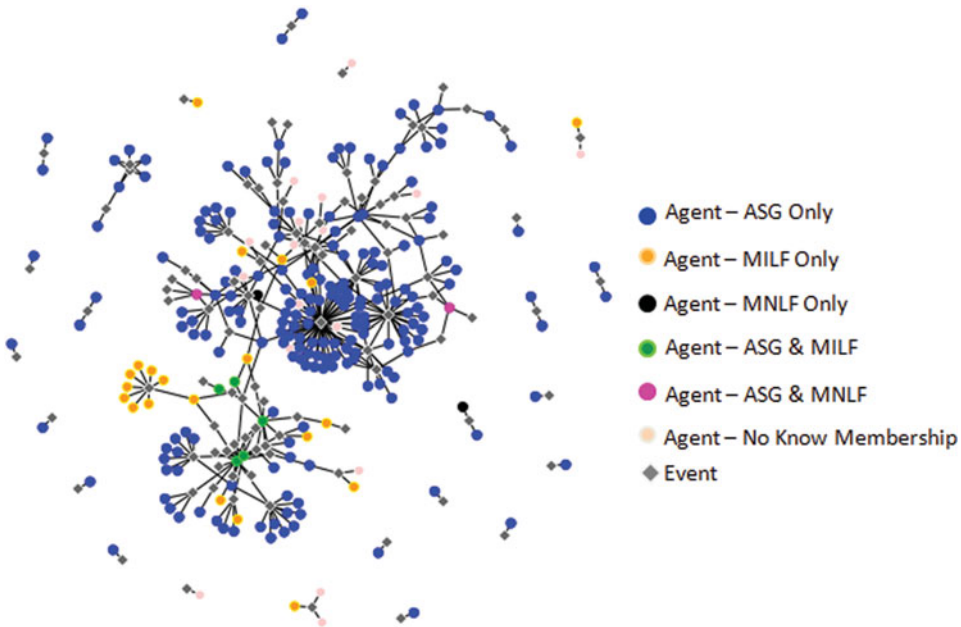 Agent – ASG Only
Agent – MILF Only
Agent – MNLF Only
Agent – ASG & MILF
Agent – ASG & MNLF
Agent – No Know Membership
Event